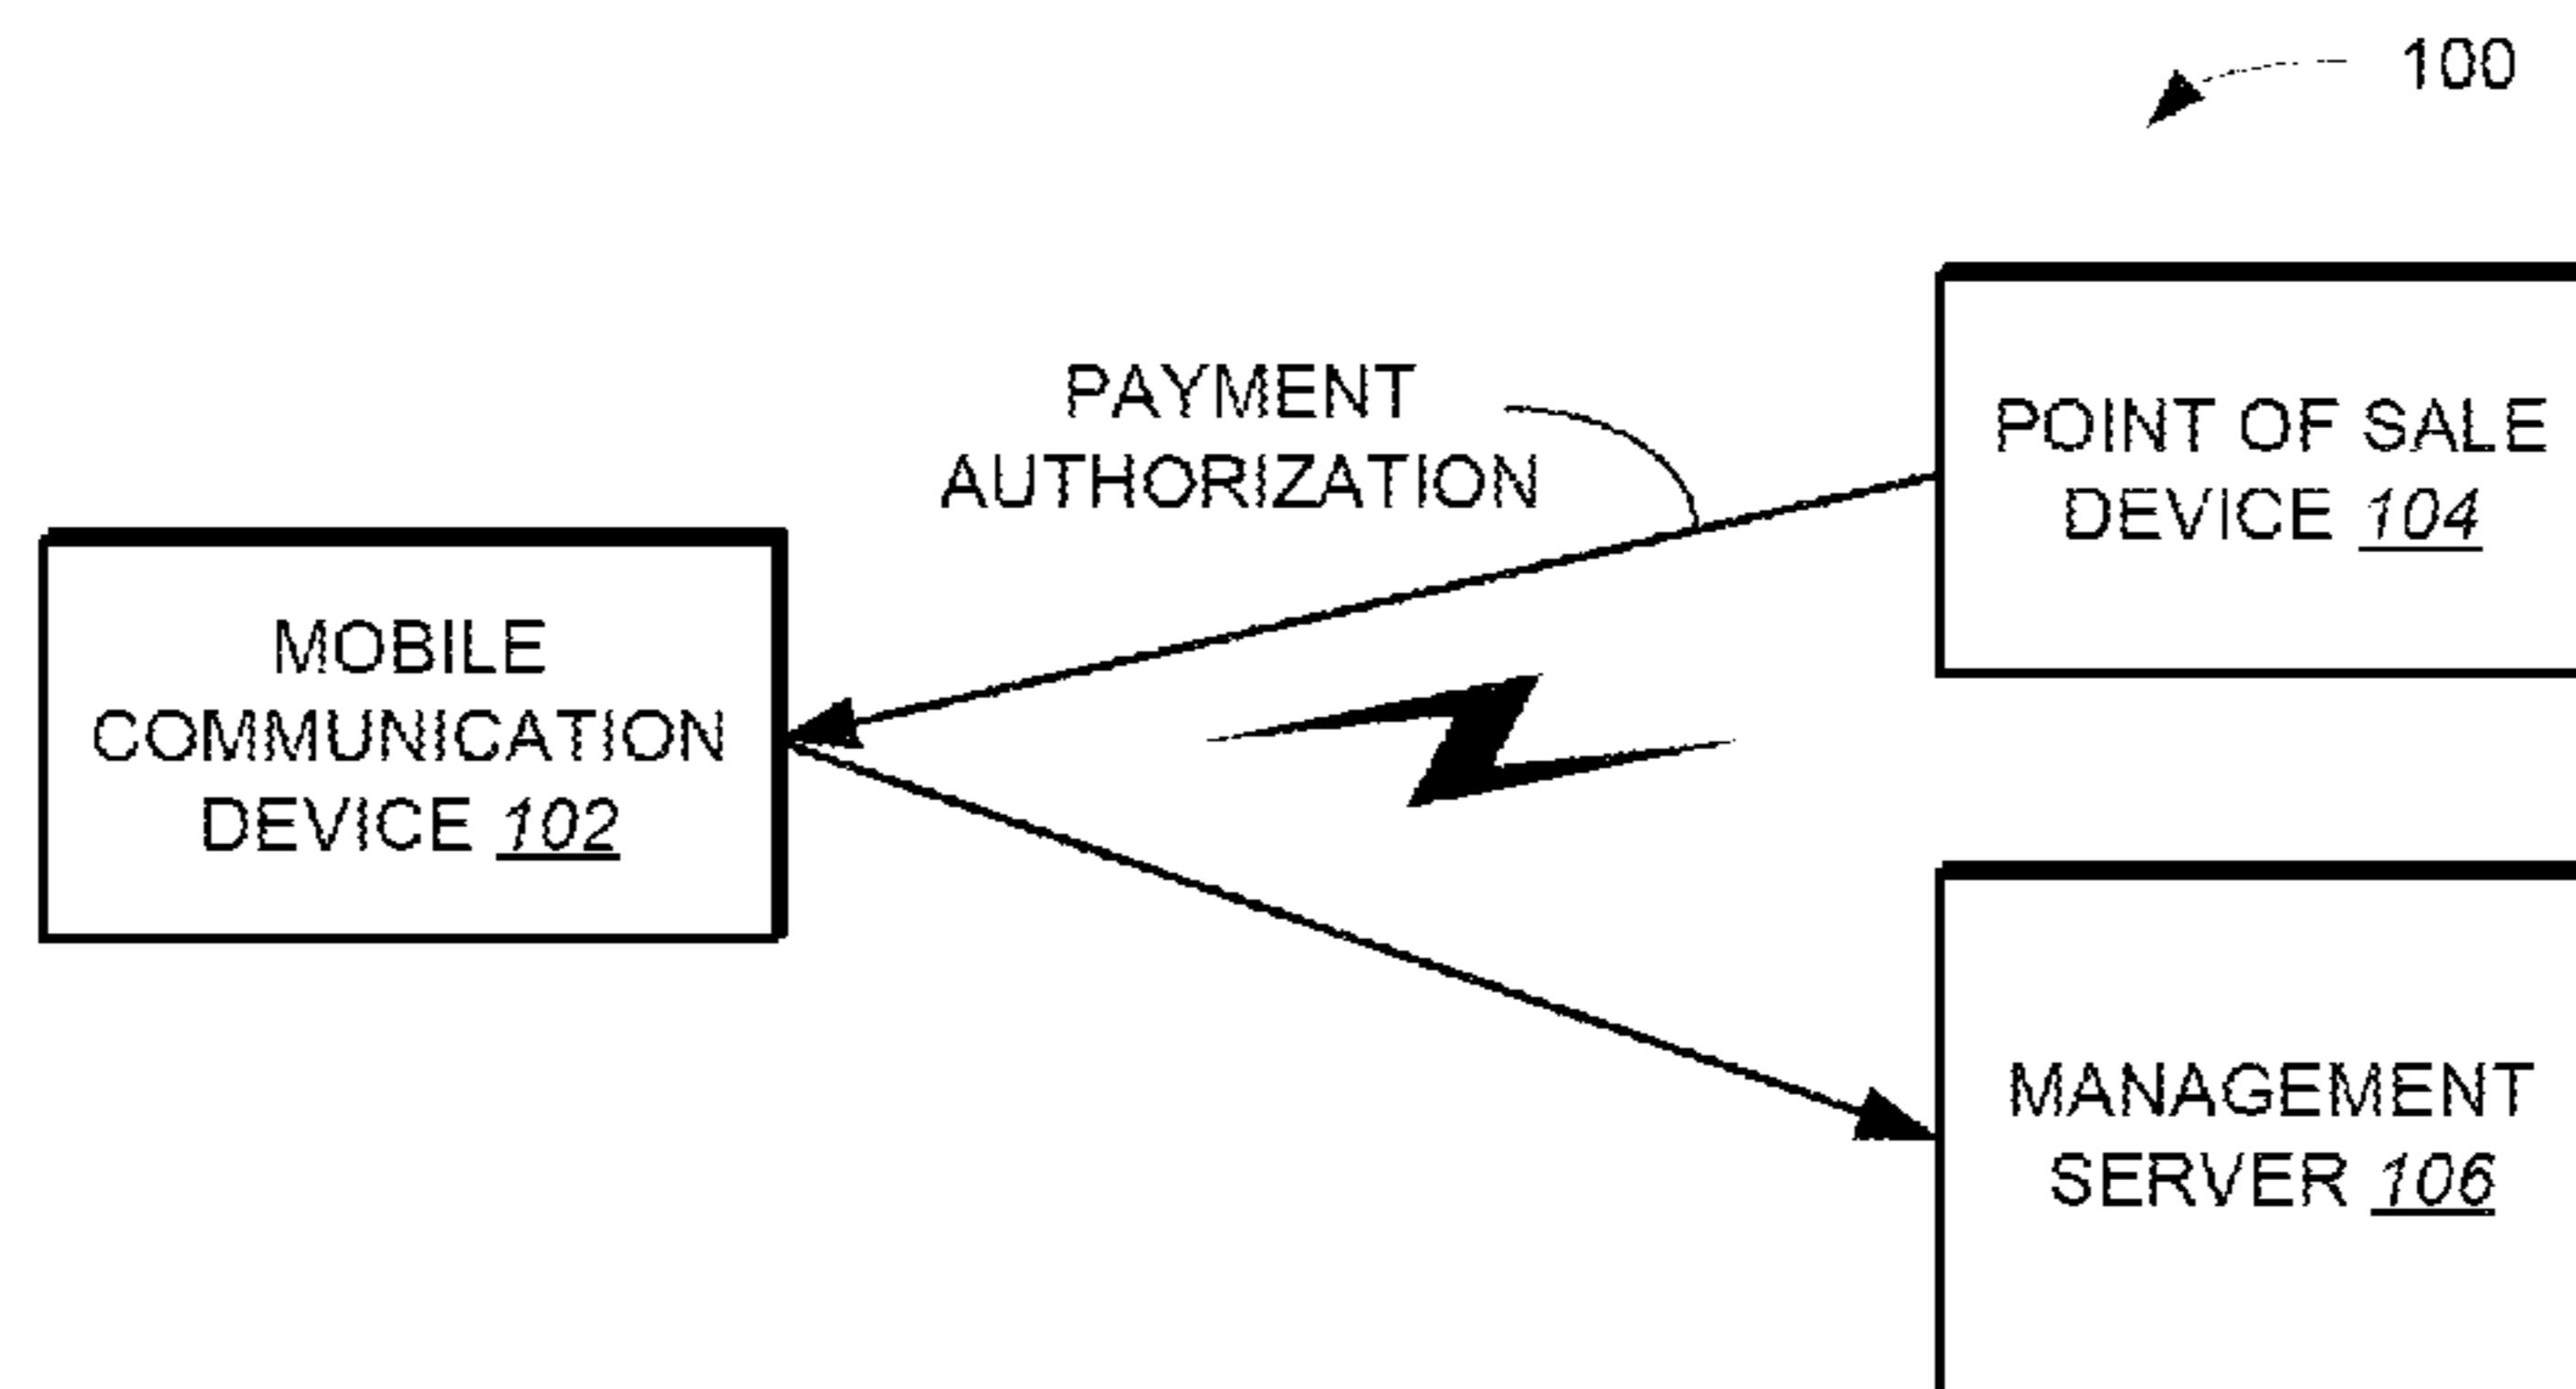 100
PAYMENT
AUTHORIZATION
POINT OF SALE
DEVICE 104
MOBILE
COMMUNICATION
DEVICE 102
MANAGEMENT
SERVER 106